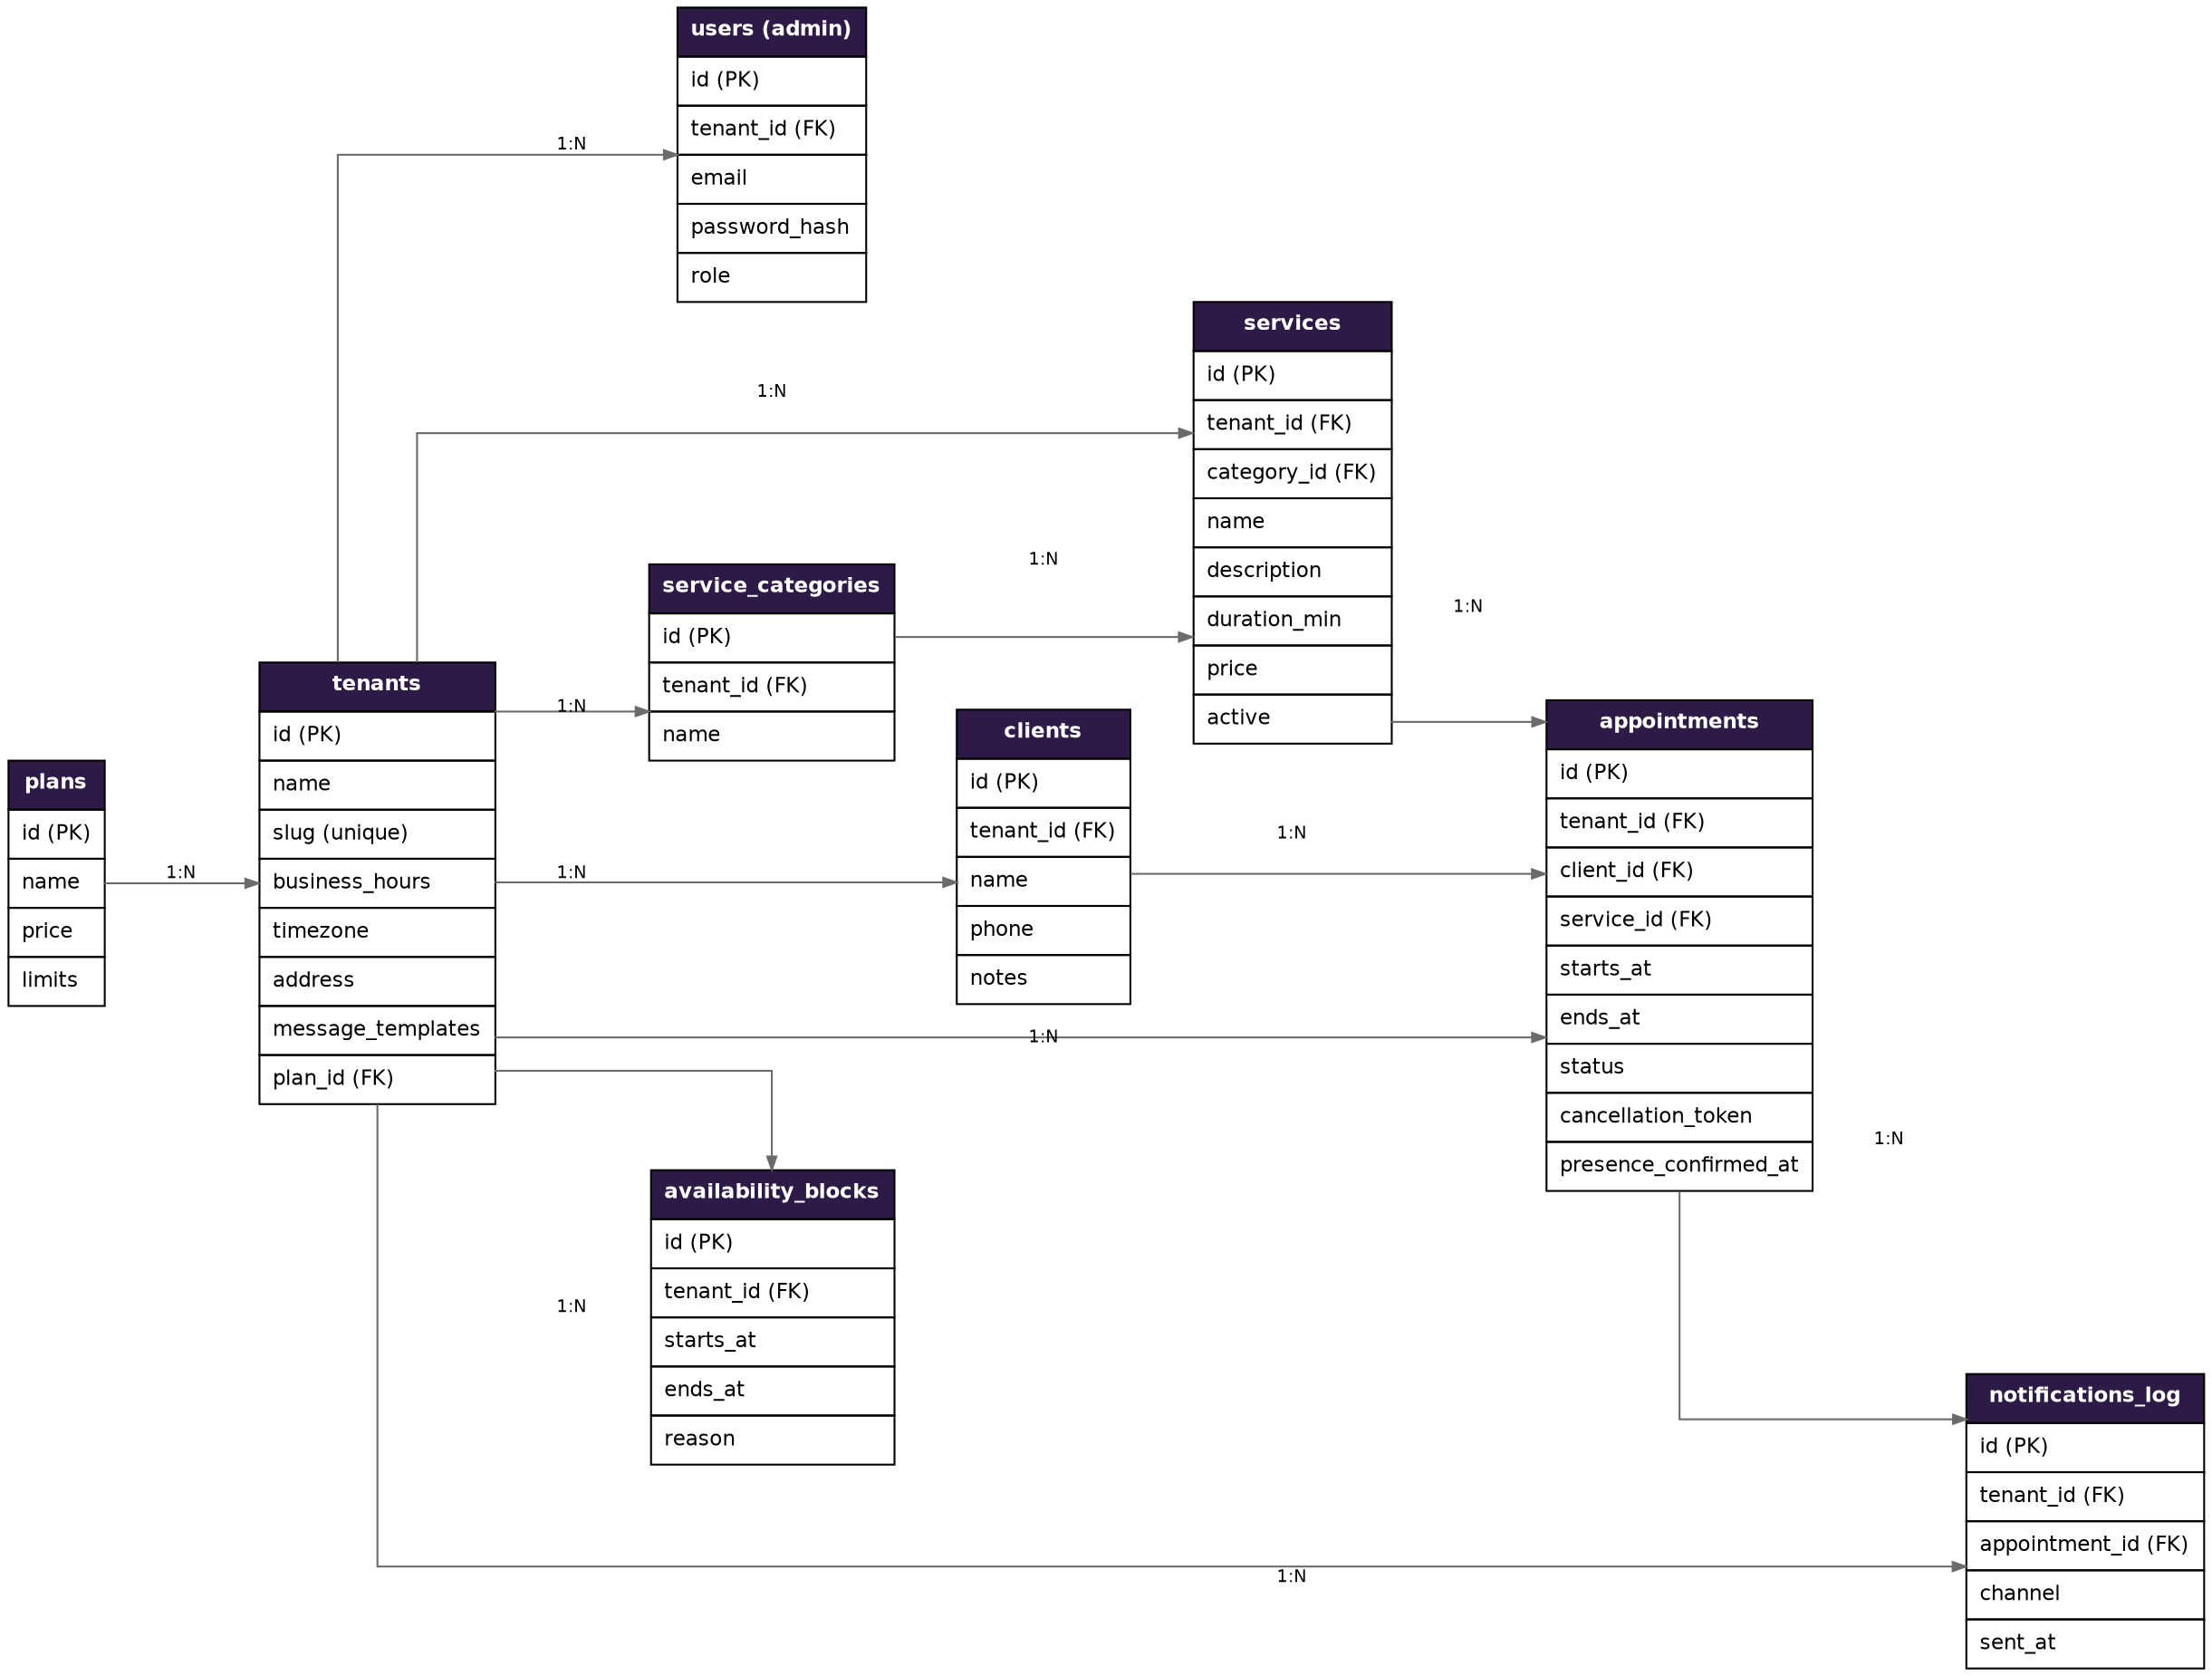 users (admin)
id (PK)
tenant_id (FK)
email
password_hash
role
1:N
services
id (PK)
tenant_id (FK)
category_id (FK)
name
description
duration_min
price
active
1:N
service_categories
id (PK)
tenant_id (FK)
name
1:N
1:N
tenants
id (PK)
name
slug (unique)
business_hours
timezone
address
message_templates
plan_id (FK)
1:N
plans
id (PK)
name
price
limits
1:N
clients
id (PK)
tenant_id (FK)
name
phone
notes
1:N
1:N
1:N
appointments
id (PK)
tenant_id (FK)
client_id (FK)
service_id (FK)
starts_at
ends_at
status
cancellation_token
presence_confirmed_at
1:N
availability_blocks
id (PK)
tenant_id (FK)
starts_at
ends_at
reason
1:N
notifications_log
id (PK)
tenant_id (FK)
appointment_id (FK)
channel
sent_at
1:N